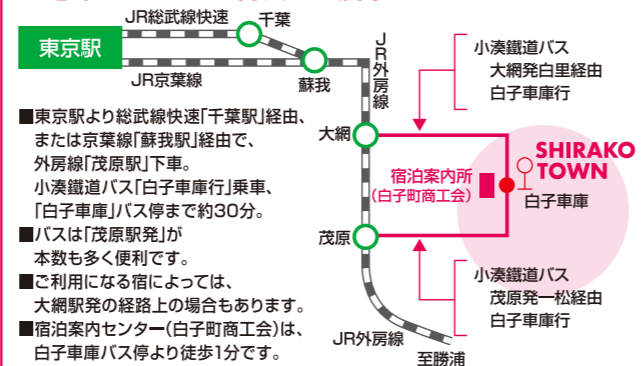 JR総武線快速
千葉
東京駅
JR京葉線
蘇我
JR外房線
小湊鐵道バス
大網発白里経由
白子車庫行
■東京駅より総武線快速「千葉駅」経由、
または京葉線「蘇我駅」経由で、
外房線「茂原駅」下車。
小湊鐵道バス「白子車庫行」乗車、
「白子車庫」バス停まで約30分。
■バスは「茂原駅発」が
本数も多く便利です。
■ご利用になる宿によっては、
大網駅発の経路上の場合もあります。
■宿泊案内センター(白子町商工会)は、
白子車庫バス停より徒歩1分です。
大網
宿泊案内所
(白子町商工会)
SHIRAKO
TOWN
白子車庫
茂原
小湊鐵道バス
茂原発一松経由
白子車庫行
JR外房線
至勝浦